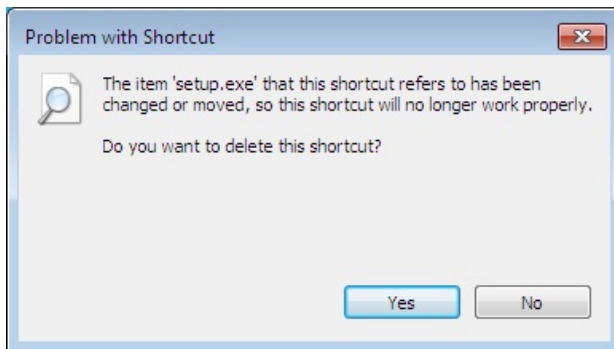 Problem with Shortcut
The item 'setup.exe' that this shortcut refers to has been
changed or moved, so this shortcut will no longer work properly.
Do you want to delete this shortcut?
Yes
No